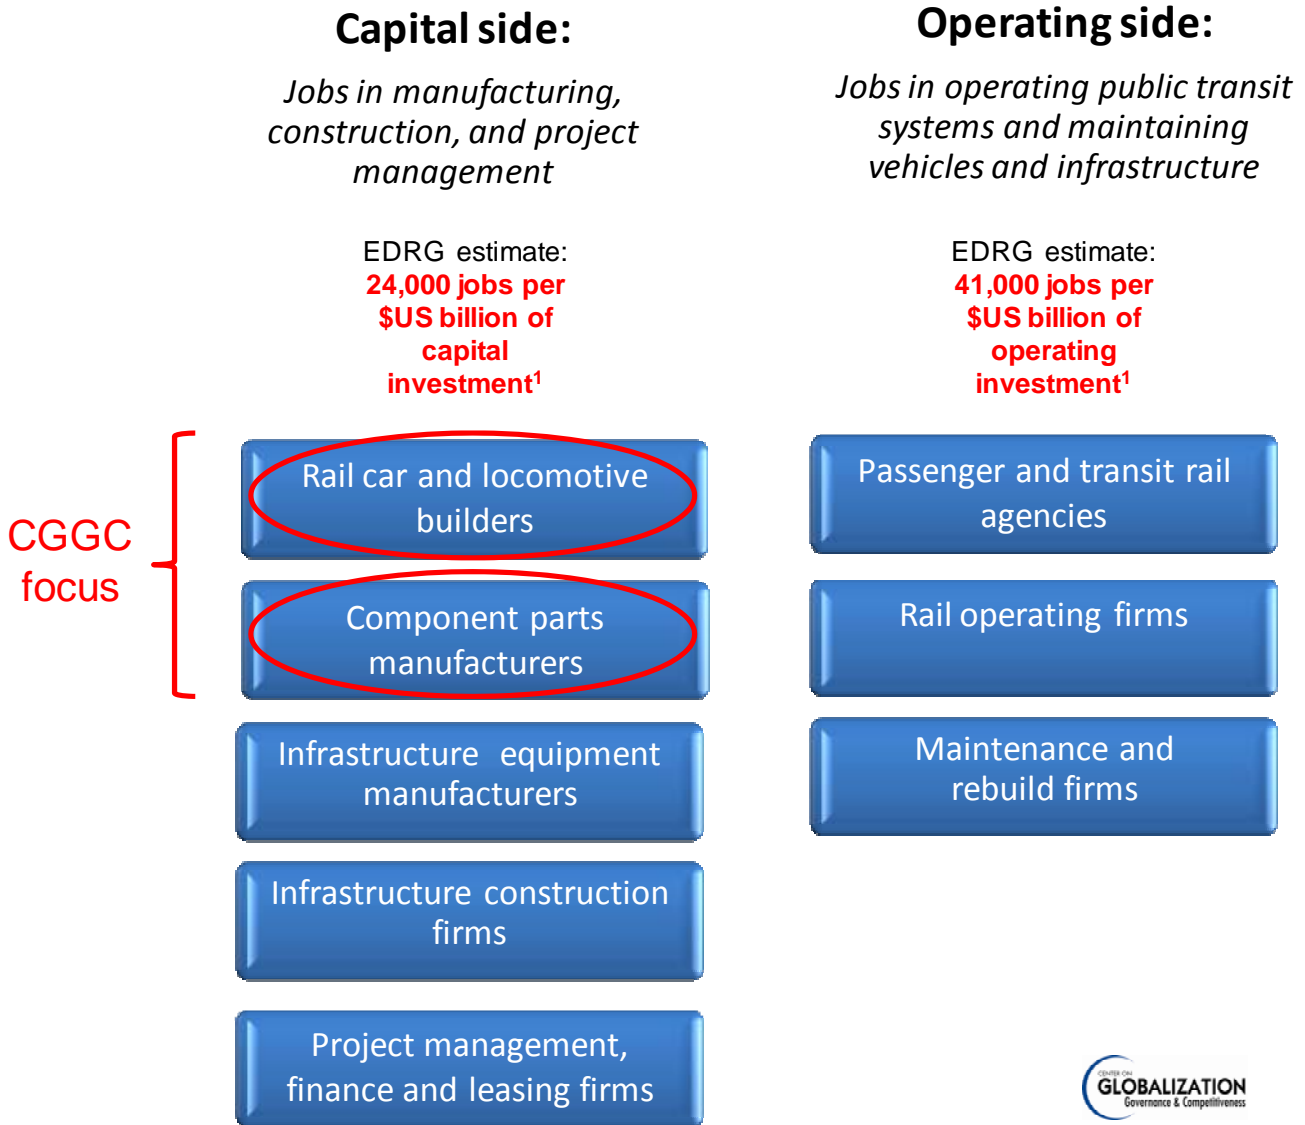 Capital side:
Jobs in manufacturing,
construction, and project
management
EDRG estimate:
24,000 jobs per
$US billion of
capital
investment1
CGGC
focus
Rail car and locomotive
builders
Component parts
manufacturers
Infrastructure equipment
manufacturers
Infrastructure construction
firms
Project management,
finance and leasing firms
Operating side:
Jobs in operating public transit
systems and maintaining
vehicles and infrastructure
EDRG estimate:
41,000 jobs per
$US billion of
operating
investment1
Passenger and transit rail
agencies
Rail operating firms
Maintenance and
rebuild firms
CENTER ON
GLOBALIZATION
Governance & Competitiveness